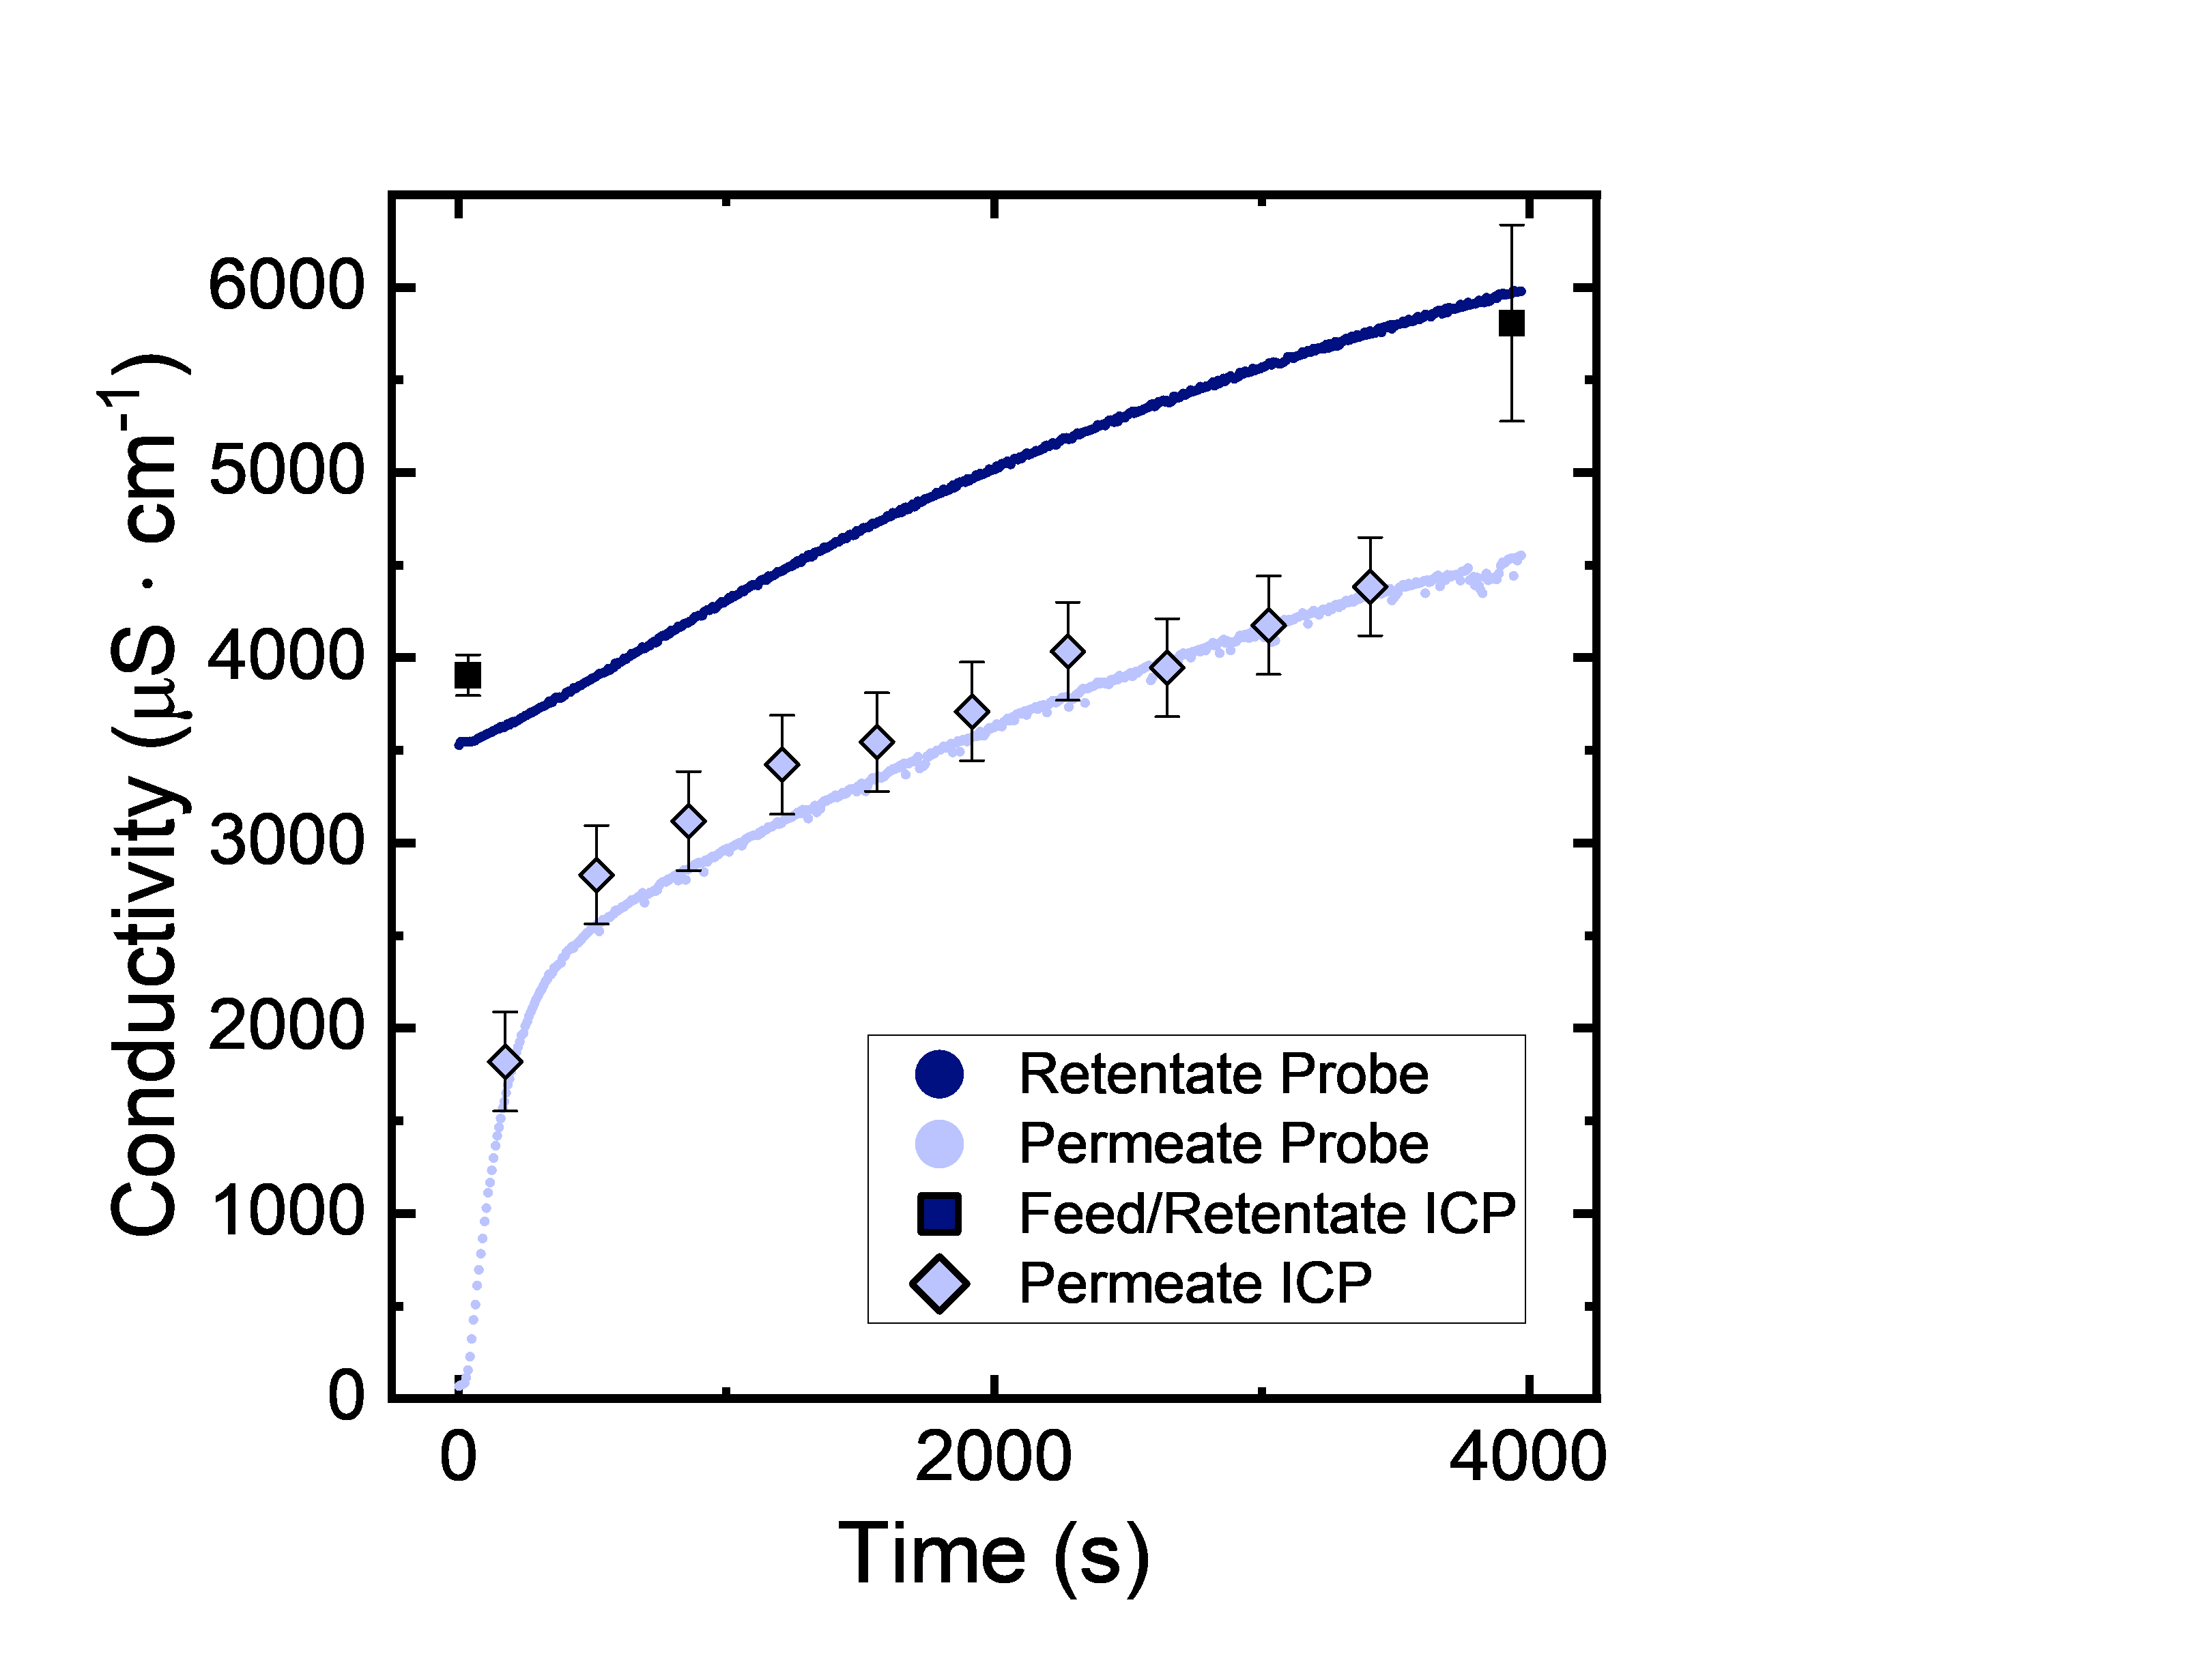 6000
5000
4000
3000
2000
1000
0
Conductivity (μS · cm⁻¹)
0 2000 4000
Time (s)
Retentate Probe
Permeate Probe
Feed/Retentate ICP
Permeate ICP